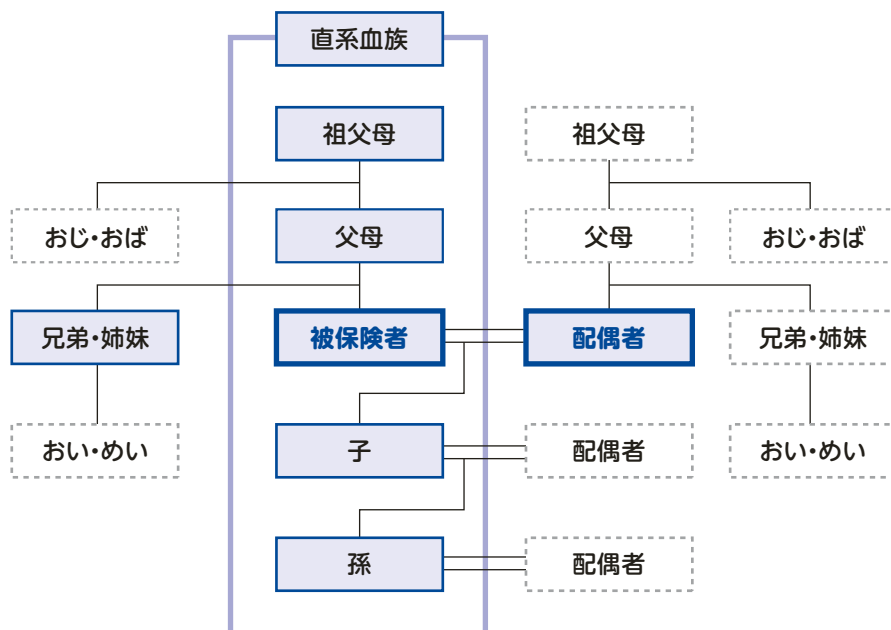 直系血族
祖父母
祖父母
おじ・おば
父母
父母
おじ・おば
兄弟・姉妹
被保険者
配偶者
兄弟・姉妹
おい・めい
子
配偶者
おい・めい
孫
配偶者